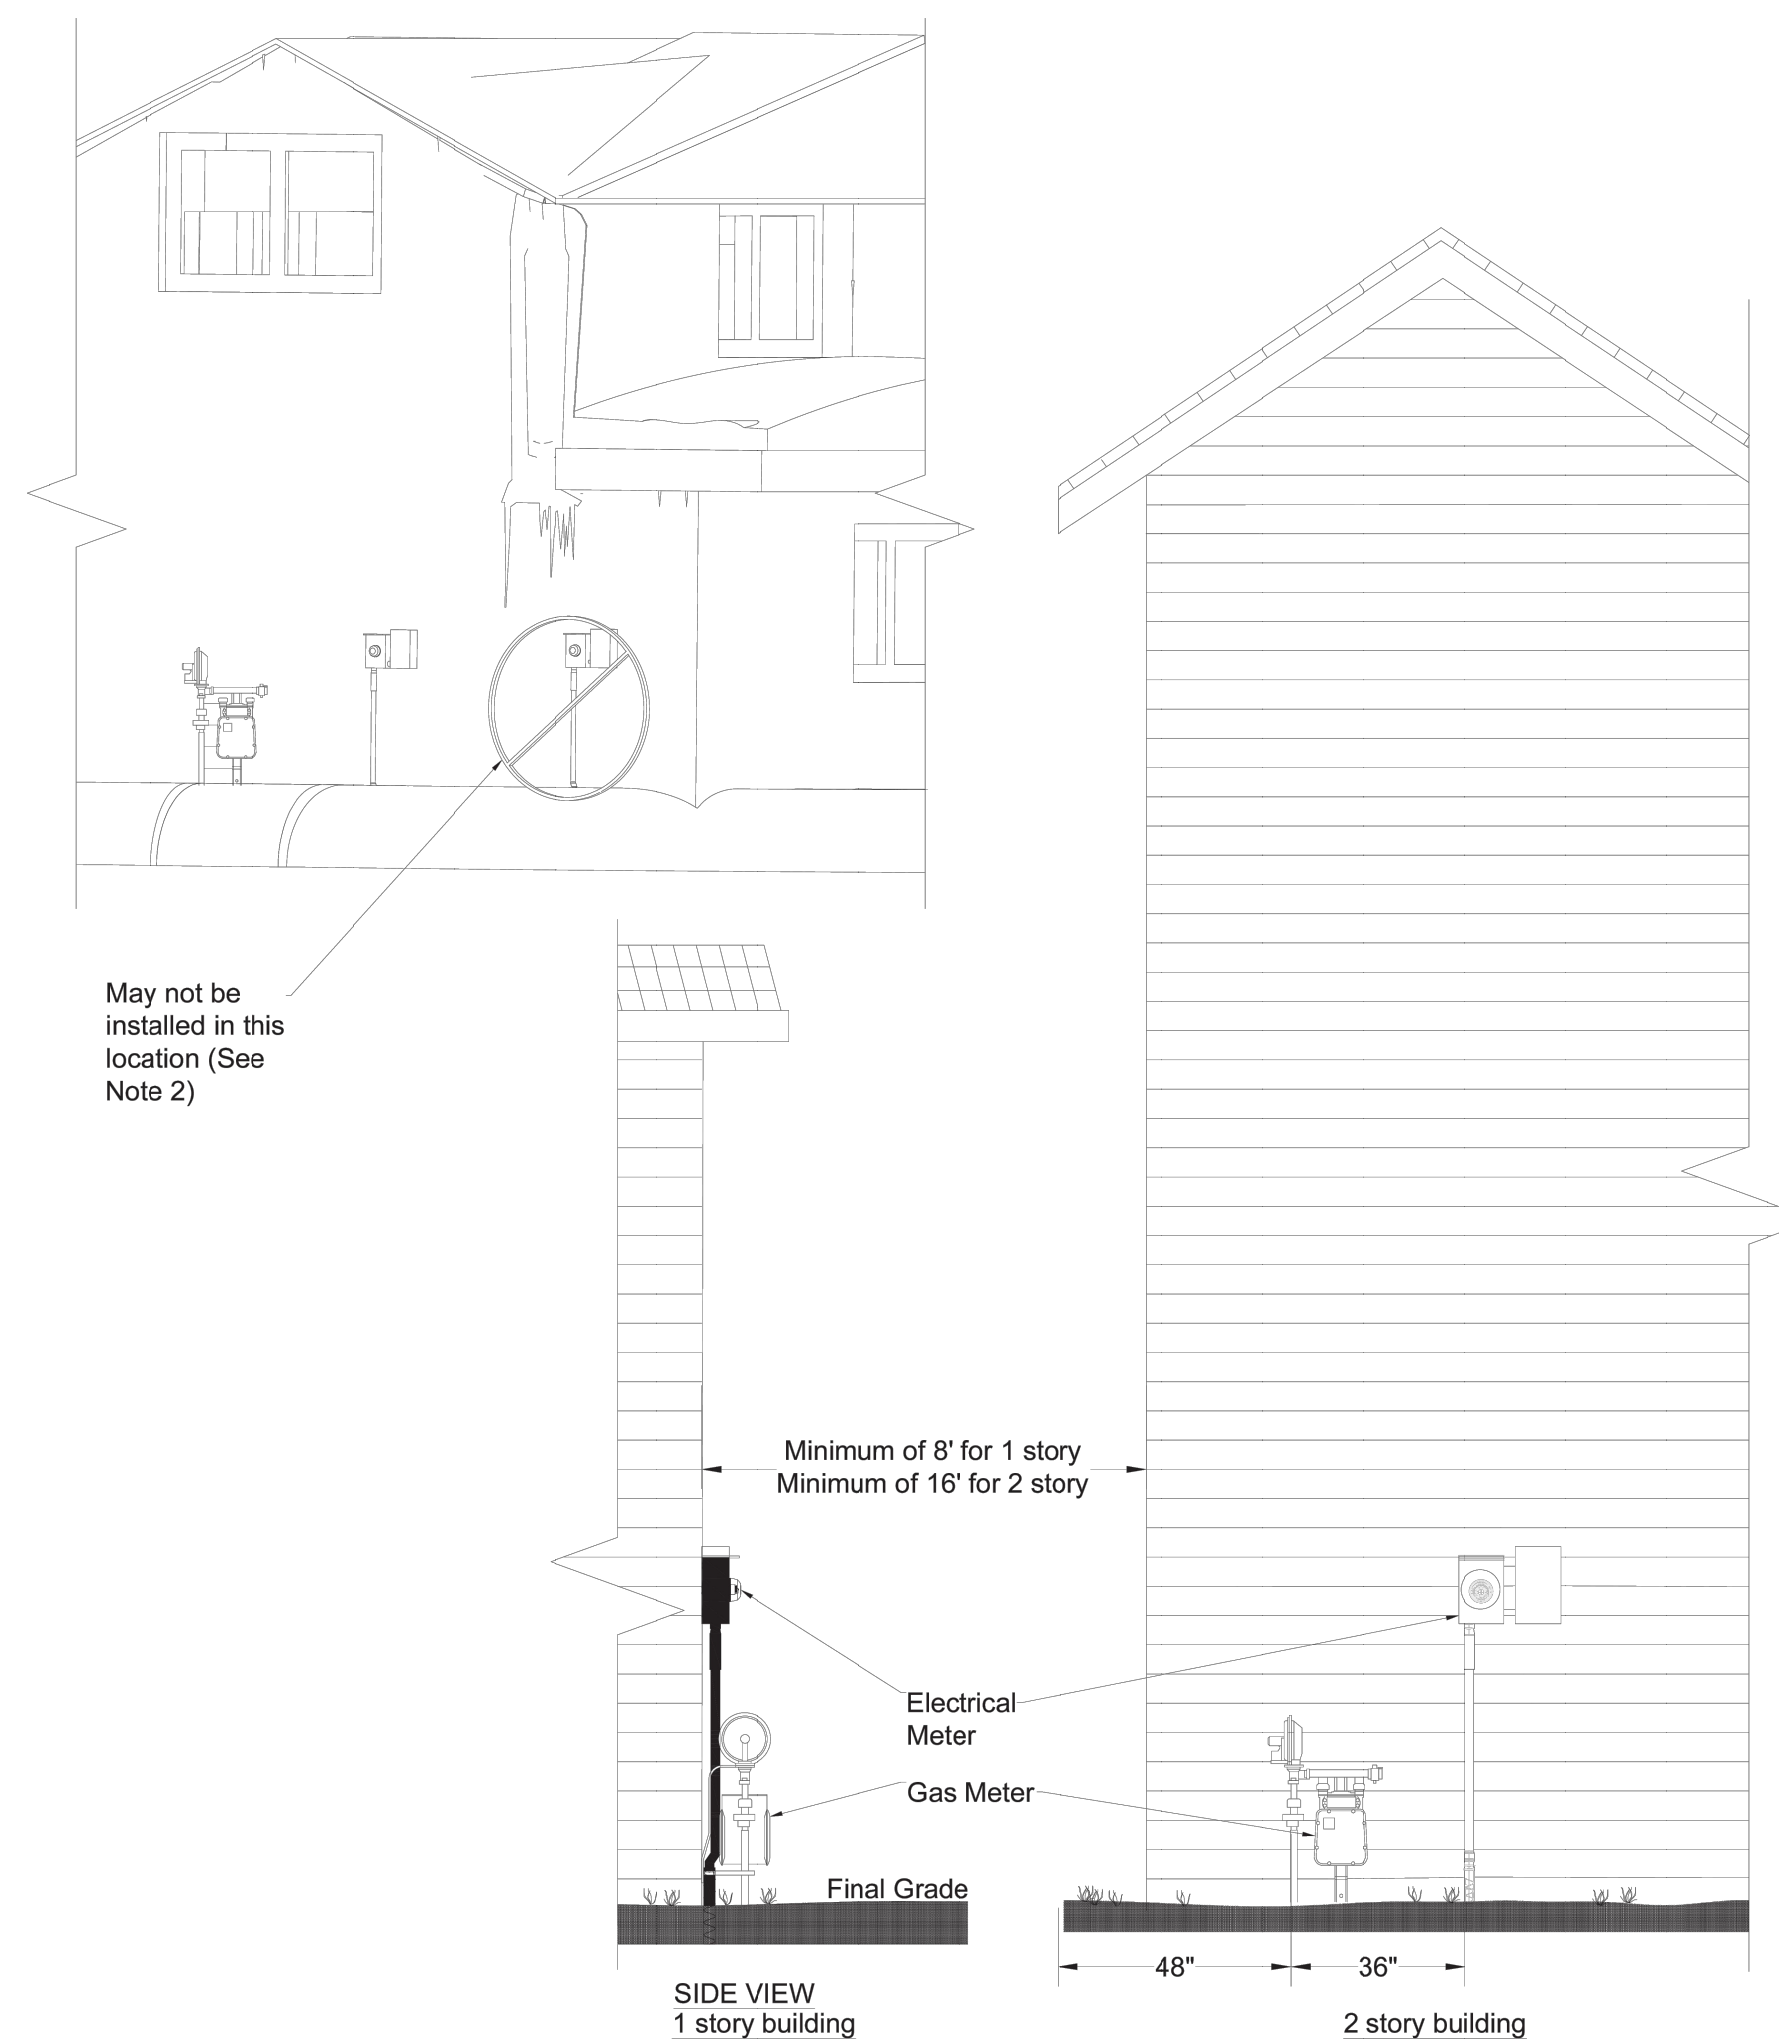 May not be
installed in this
location (See
Note 2)
Minimum of 8' for 1 story
Minimum of 16' for 2 story
Electrical
Meter
Gas Meter
Final Grade
48"
36"
SIDE VIEW
1 story building
2 story building